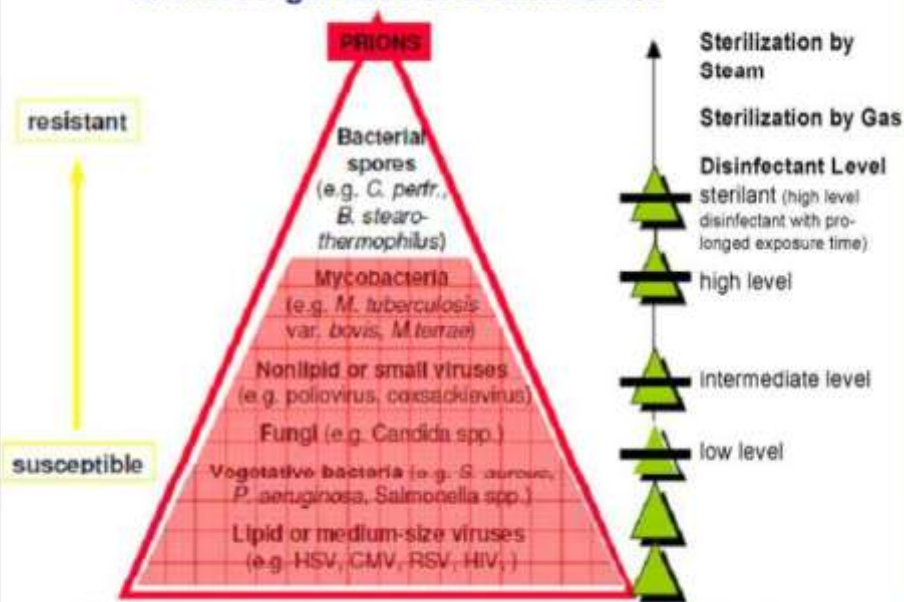 PRIONS
resistant
susceptible
Bacterial
spores
(e.g. C. perfr.,
B. stearo-
thermophilus)
Mycobacteria
(e.g. M. tuberculosis
var. bovis, M.terrae)
Nonlipid or small viruses
(e.g. poliovirus, coxsackievirus)
Fungi (e.g. Candida spp.)
Vegetative bacteria (e.g. S. aureus,
P. aeruginosa, Salmonella spp.)
Lipid or medium-size viruses
(e.g. HSV, CMV, RSV, HIV, )
Sterilization by
Steam
Sterilization by Gas
Disinfectant Level
sterilant (high level
disinfectant with pro-
longed exposure time)
high level
intermediate level
low level